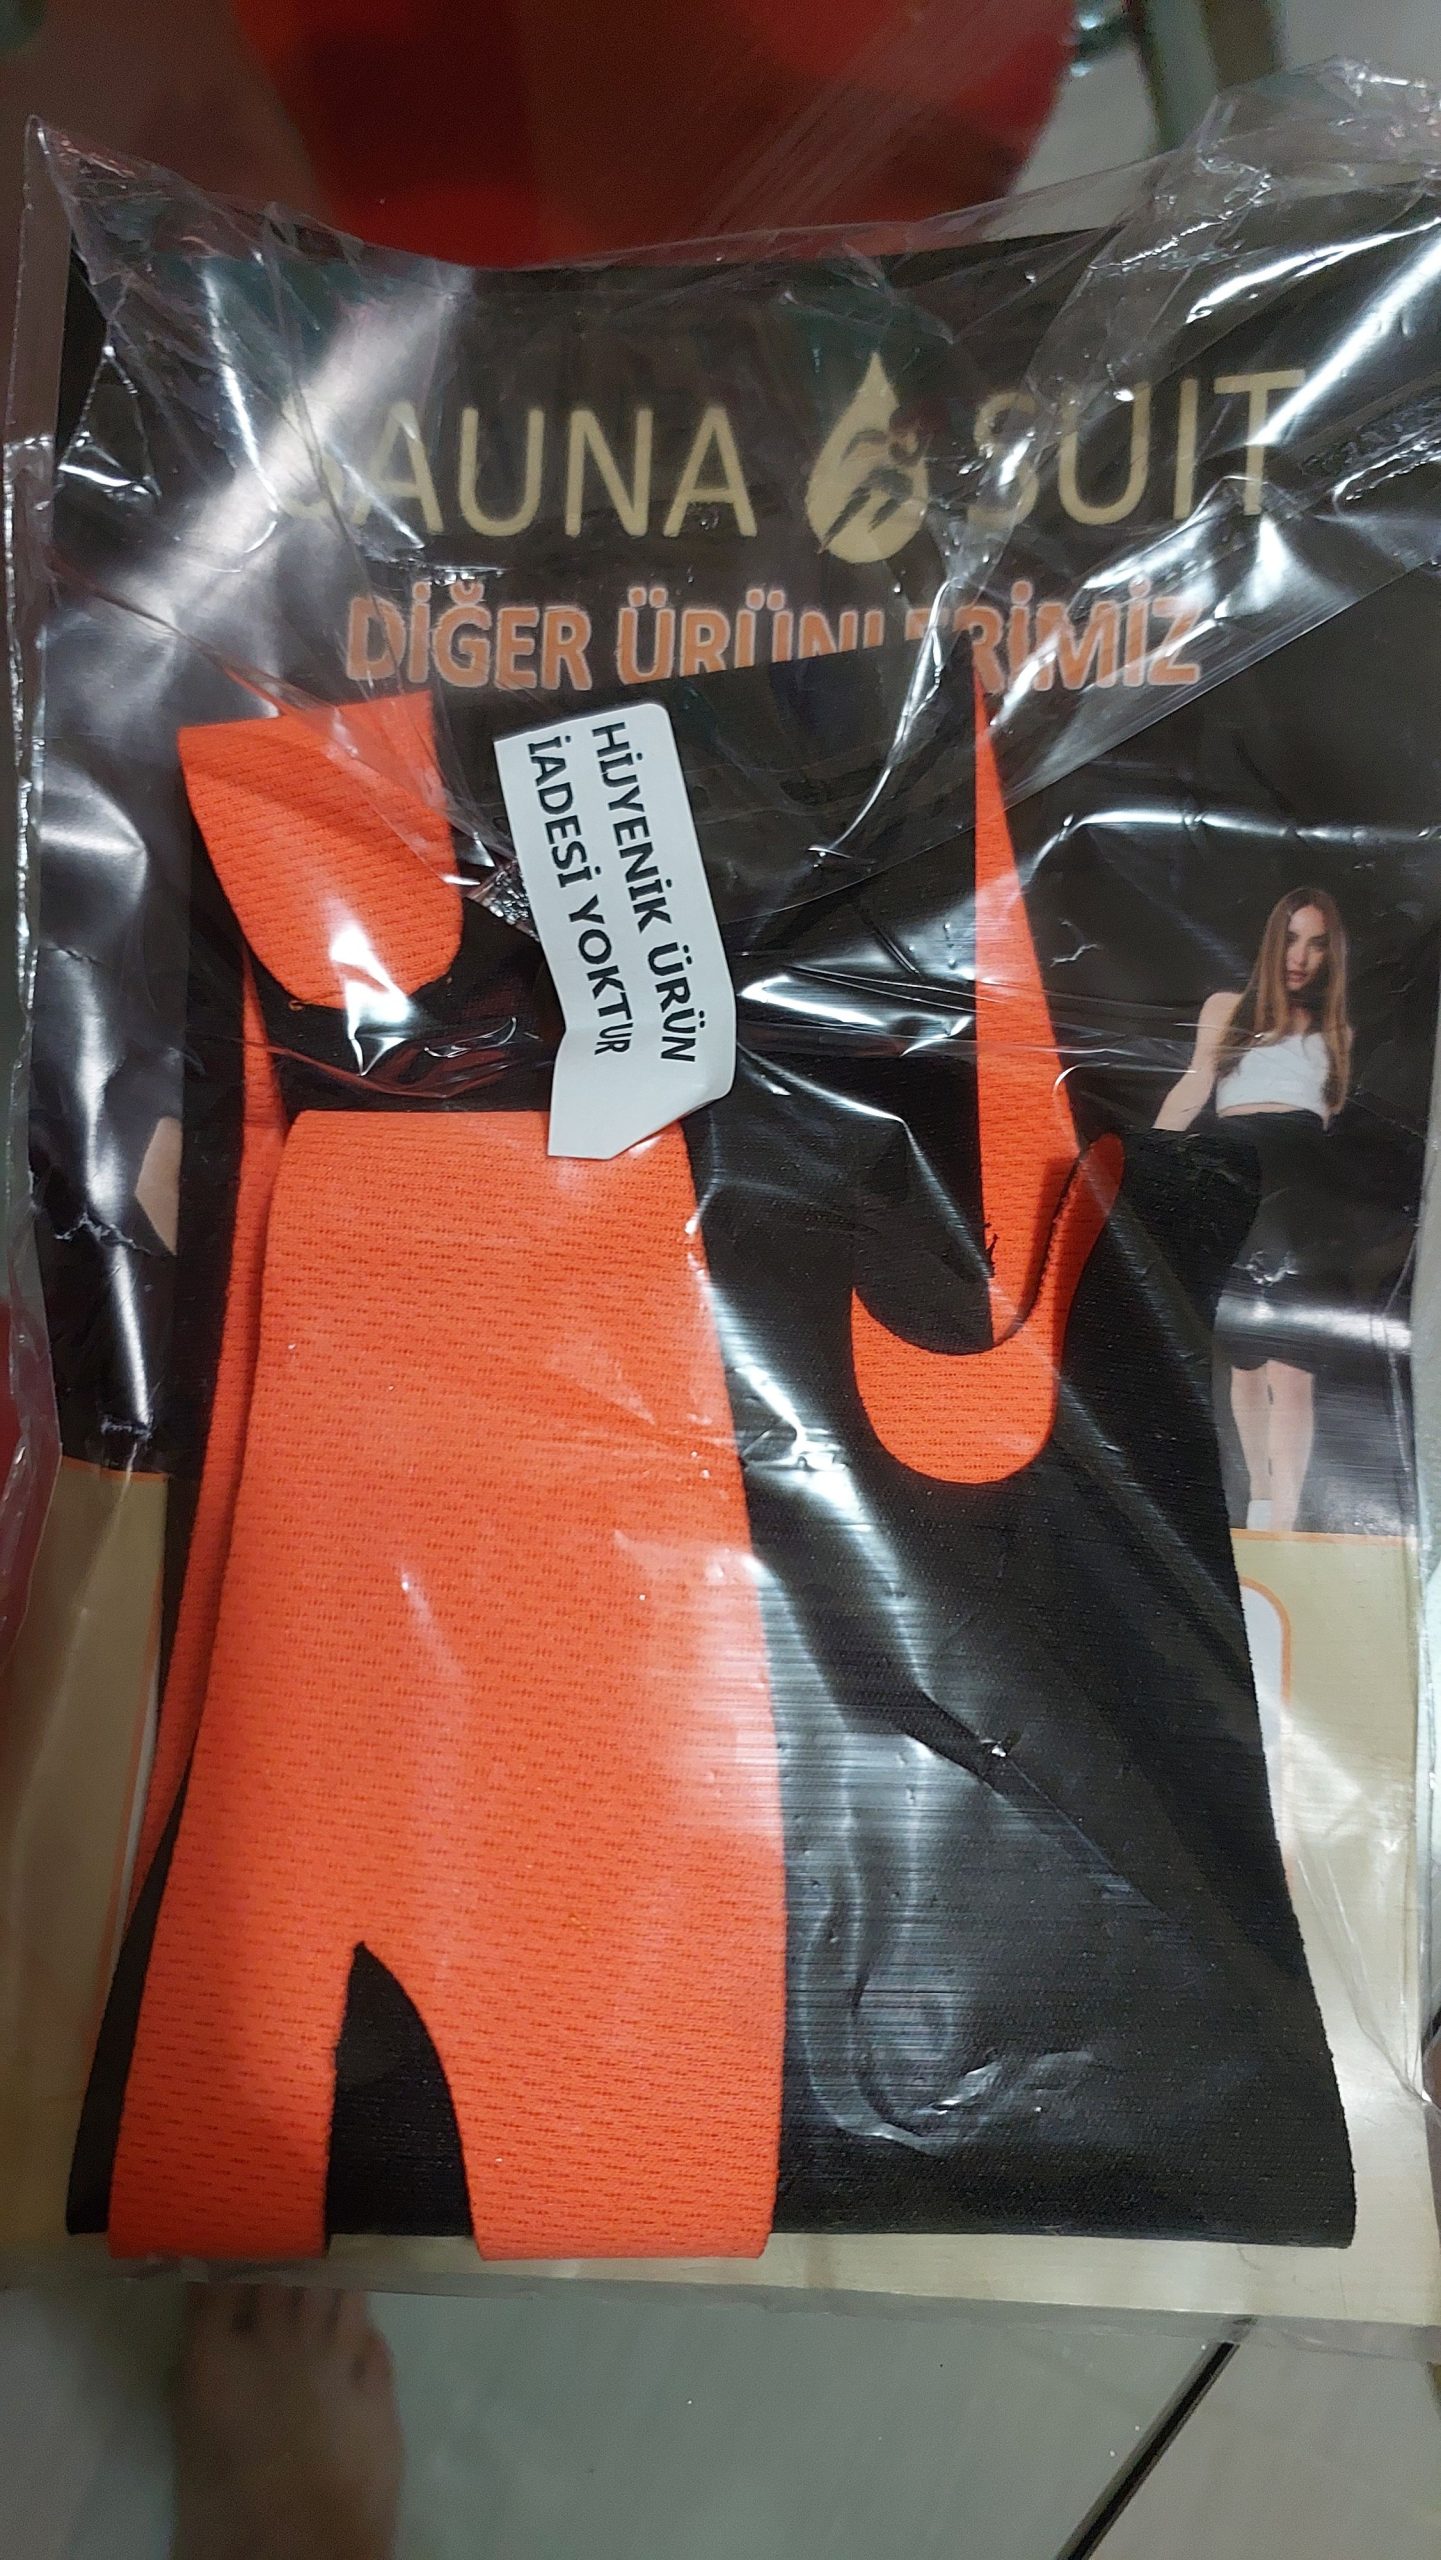 SAUNA SUIT
DİĞER ÜRÜNLERİMİZ
HİJYENİK ÜRÜN
İADESİ YOKTUR